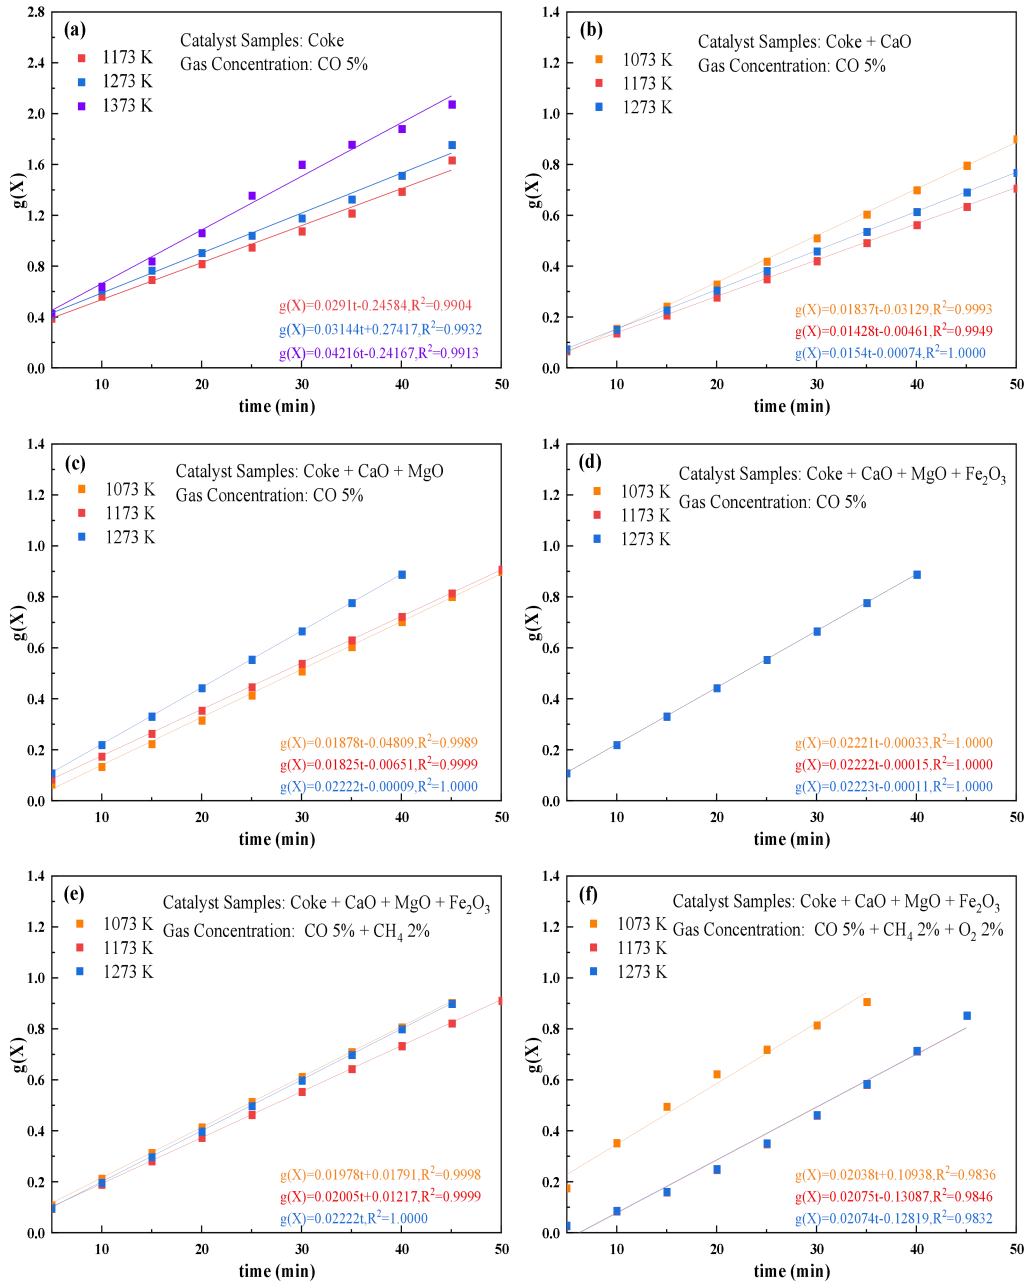 (a)
Catalyst Samples: Coke
Gas Concentration: CO 5%
1173 K
1273 K
1373 K
g(X)=0.0291t-0.24584,R²=0.9904
g(X)=0.03144t+0.27417,R²=0.9932
g(X)=0.04216t-0.24167,R²=0.9913
2.8
2.4
2.0
1.6
1.2
0.8
0.4
0.0
g(X)
10 20 30 40 50
time (min)
(b)
Catalyst Samples: Coke + CaO
Gas Concentration: CO 5%
1073 K
1173 K
1273 K
g(X)=0.01837t-0.03129,R²=0.9993
g(X)=0.01428t-0.00461,R²=0.9949
g(X)=0.0154t-0.00074,R²=1.0000
1.4
1.2
1.0
0.8
0.6
0.4
0.2
0.0
g(X)
10 20 30 40 50
time (min)
(c)
Catalyst Samples: Coke + CaO + MgO
Gas Concentration: CO 5%
1073 K
1173 K
1273 K
g(X)=0.01878t-0.04809,R²=0.9989
g(X)=0.01825t-0.00651,R²=0.9999
g(X)=0.02222t-0.00009,R²=1.0000
1.4
1.2
1.0
0.8
0.6
0.4
0.2
0.0
g(X)
10 20 30 40 50
time (min)
(d)
Catalyst Samples: Coke + CaO + MgO + Fe₂O₃
Gas Concentration: CO 5%
1073 K
1173 K
1273 K
g(X)=0.02221t-0.00033,R²=1.0000
g(X)=0.02222t-0.00015,R²=1.0000
g(X)=0.02223t-0.00011,R²=1.0000
1.4
1.2
1.0
0.8
0.6
0.4
0.2
0.0
g(X)
10 20 30 40 50
time (min)
(e)
Catalyst Samples: Coke + CaO + MgO + Fe₂O₃
Gas Concentration: CO 5% + CH₄ 2%
1073 K
1173 K
1273 K
g(X)=0.01978t+0.01791,R²=0.9998
g(X)=0.02005t+0.01217,R²=0.9999
g(X)=0.02222t,R²=1.0000
1.4
1.2
1.0
0.8
0.6
0.4
0.2
0.0
g(X)
10 20 30 40 50
time (min)
(f)
Catalyst Samples: Coke + CaO + MgO + Fe₂O₃
Gas Concentration: CO 5% + CH₄ 2% + O₂ 2%
1073 K
1173 K
1273 K
g(X)=0.02038t+0.10938,R²=0.9836
g(X)=0.02075t-0.13087,R²=0.9846
g(X)=0.02074t-0.12819,R²=0.9832
1.4
1.2
1.0
0.8
0.6
0.4
0.2
0.0
g(X)
10 20 30 40 50
time (min)